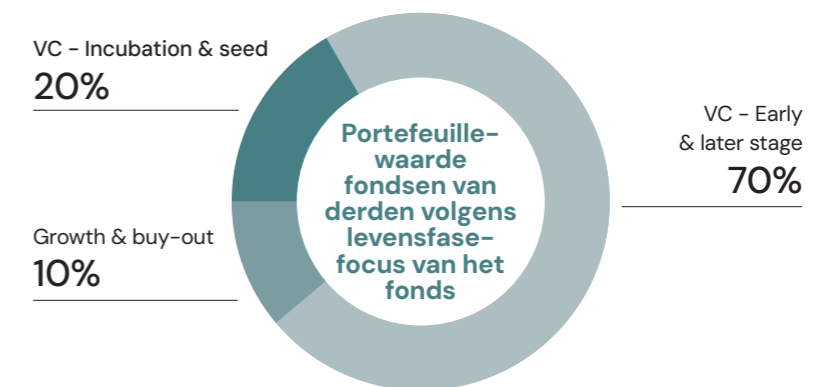 VC - Incubation & seed
20%
Growth & buy-out
10%
Portefeuille-
waarde
fondsen van
derden volgens
levensfase-
focus van het
fonds
VC - Early
& later stage
70%